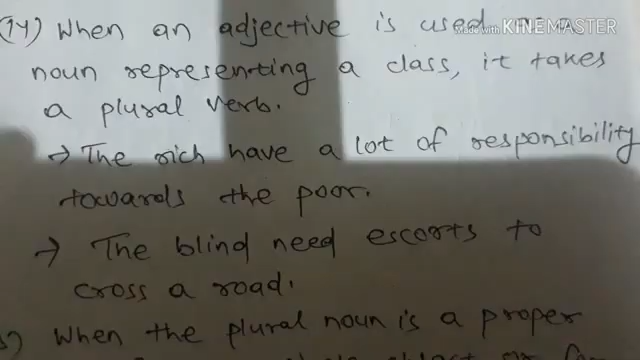 (14) When an adjective is used as a
Made with KINEMASTER
noun representing a class, it takes
a plural verb.
→ The rich have a lot of responsibility
towards the poor.
→ The blind need escorts to
cross a road.
When the plural noun is a proper